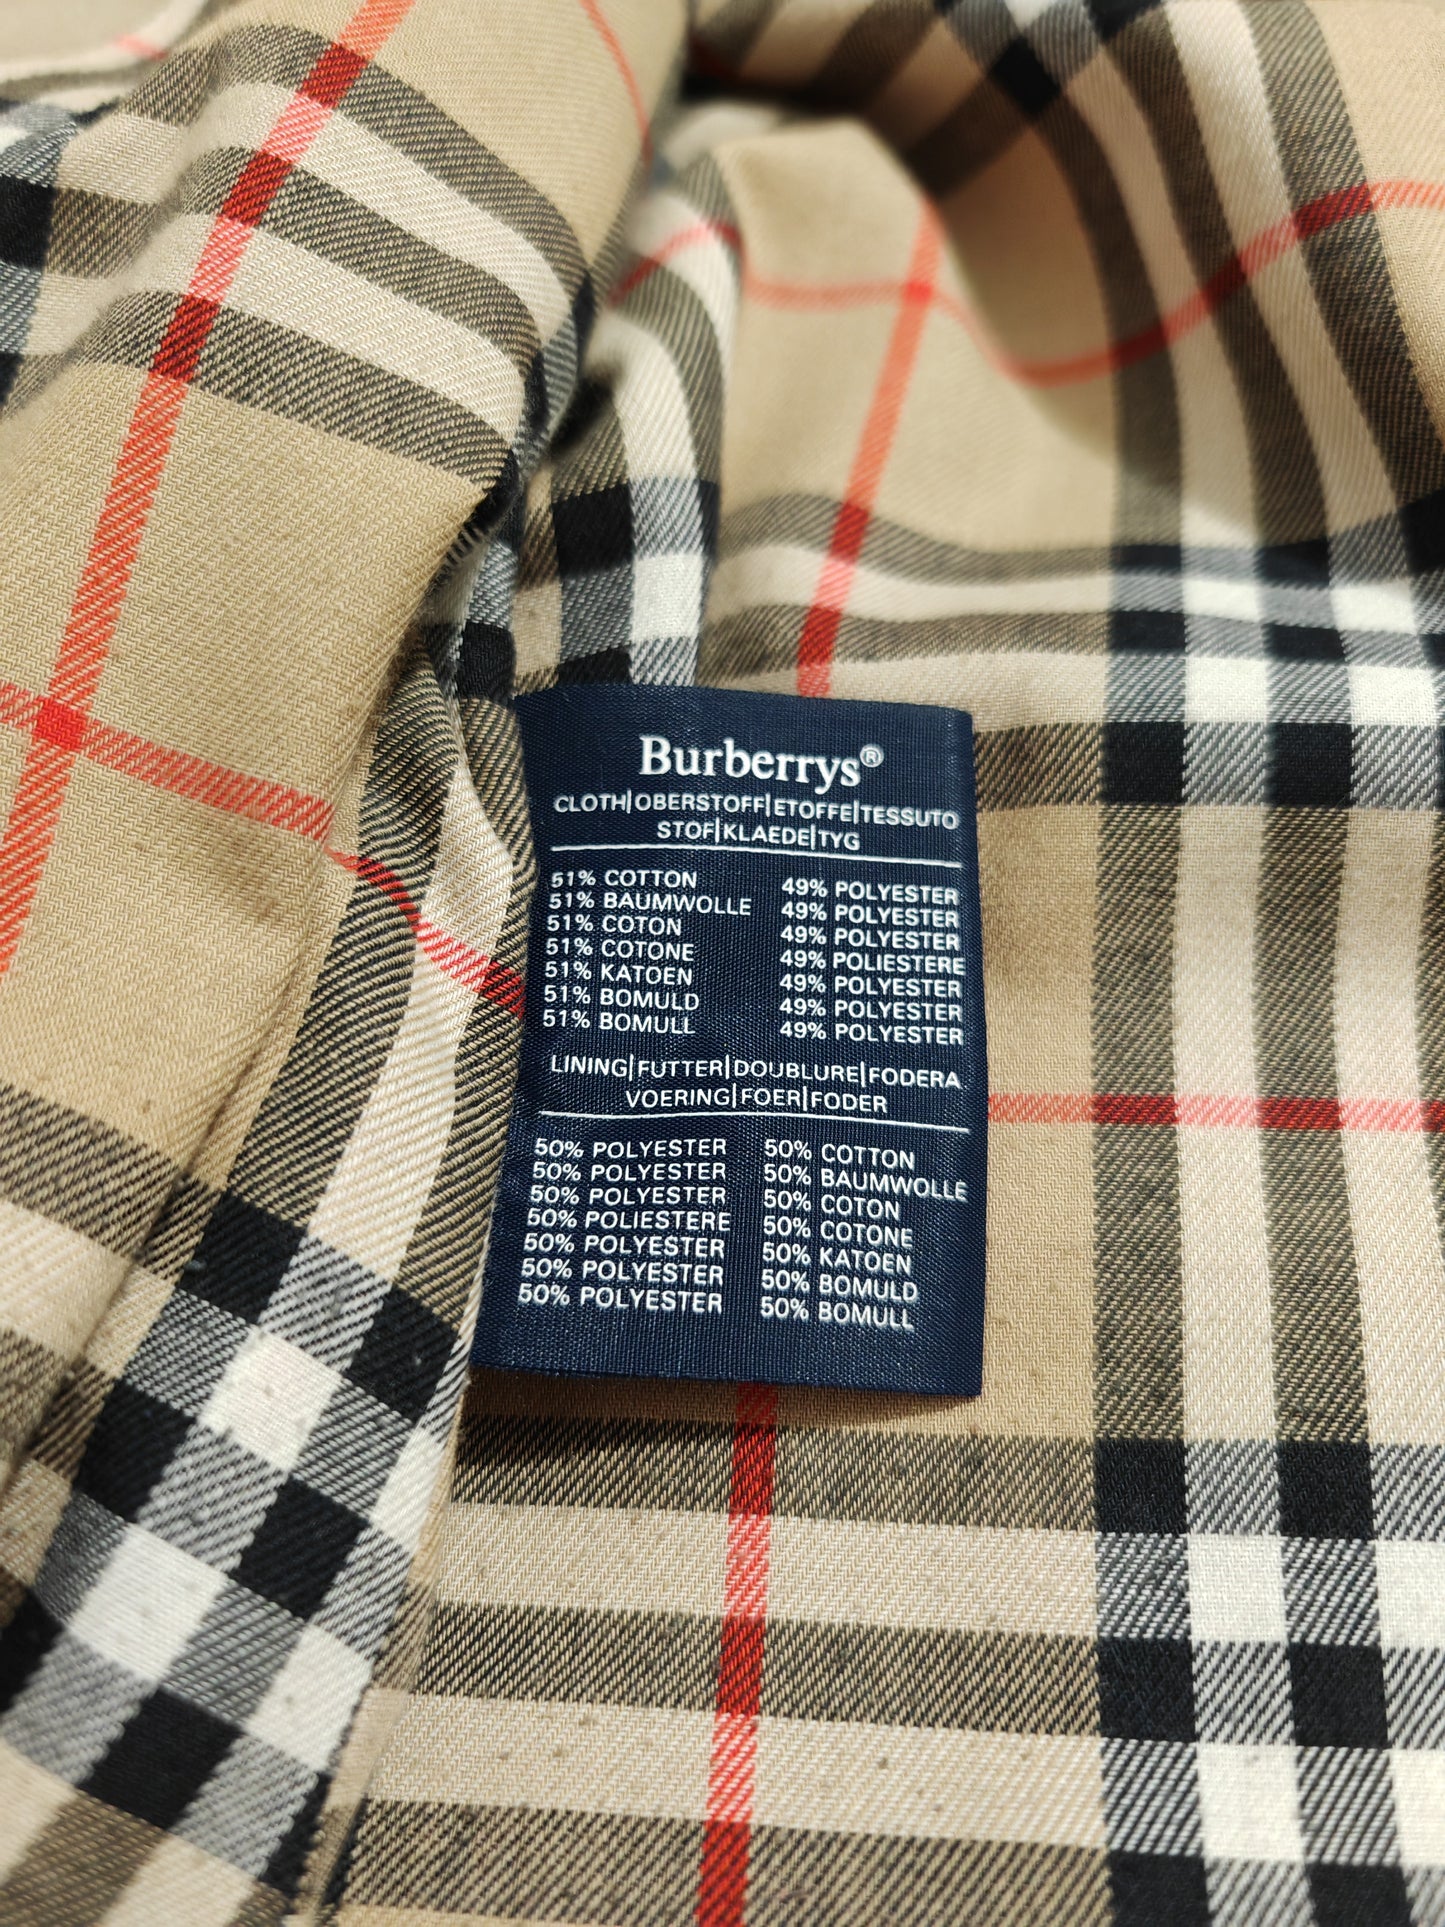 Burberrys®
CLOTH|OBERSTOFF|ETOFFE|TESSUTO
STOF|KLAEDE|TYG
51% COTTON 49% POLYESTER
51% BAUMWOLLE 49% POLYESTER
51% COTON 49% POLYESTER
51% COTONE 49% POLIESTERE
51% KATOEN 49% POLYESTER
51% BOMULD 49% POLYESTER
51% BOMULL 49% POLYESTER
LINING|FUTTER|DOUBLURE|FODERA
VOERING|FOER|FODER
50% POLYESTER 50% COTTON
50% POLYESTER 50% BAUMWOLLE
50% POLYESTER 50% COTON
50% POLIESTERE 50% COTONE
50% POLYESTER 50% KATOEN
50% POLYESTER 50% BOMULD
50% POLYESTER 50% BOMULL